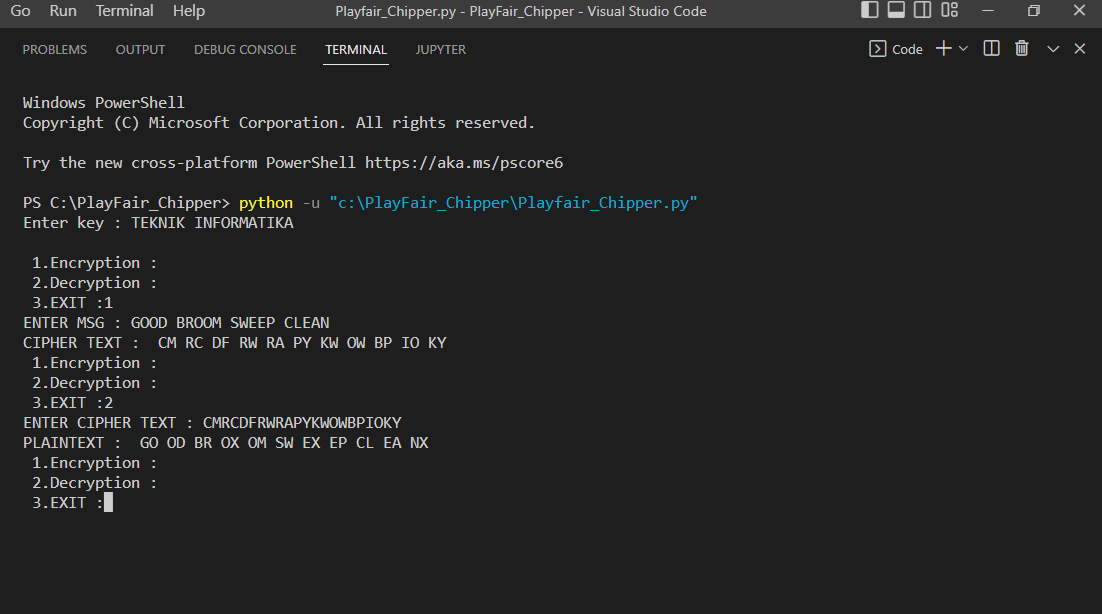 Go Run Terminal Help Playfair_Chipper.py - PlayFair_Chipper - Visual Studio Code
PROBLEMS OUTPUT DEBUG CONSOLE TERMINAL JUPYTER Code
Windows PowerShell
Copyright (C) Microsoft Corporation. All rights reserved.
Try the new cross-platform PowerShell https://aka.ms/pscore6
PS C:\PlayFair_Chipper> python -u "c:\PlayFair_Chipper\Playfair_Chipper.py"
Enter key : TEKNIK INFORMATIKA
1.Encryption :
2.Decryption :
3.EXIT :1
ENTER MSG : GOOD BROOM SWEEP CLEAN
CIPHER TEXT :  CM RC DF RW RA PY KW OW BP IO KY
1.Encryption :
2.Decryption :
3.EXIT :2
ENTER CIPHER TEXT : CMRCDFRWRAPYKWOWBPIOKY
PLAINTEXT :  GO OD BR OX OM SW EX EP CL EA NX
1.Encryption :
2.Decryption :
3.EXIT :